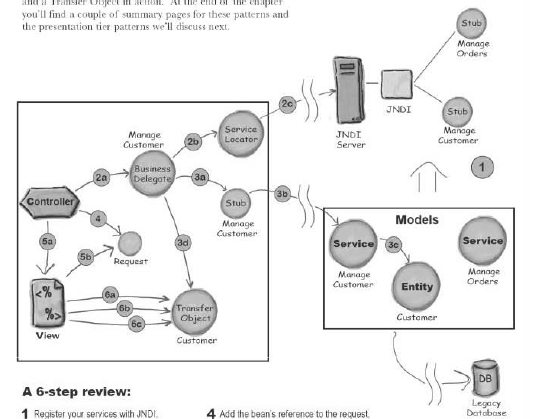 and a Transfer Object in action. At the end of the chapter
you'll find a couple of summary pages for these patterns and
the presentation tier patterns we'll discuss next.
Stub
Manage
Orders
JNDI
Stub
Manage
Customer
JNDI
Server
2c
1
Service
Locator
2b
Manage
Customer
Business
Delegate
2a
3a
Stub
Manage
Customer
3b
Controller
4
5a
5b
Request
3d
<%
%>
View
6a
6b
6c
Transfer
Object
Customer
Models
Service
Manage
Customer
3c
Entity
Customer
Service
Manage
Orders
DB
Legacy
Database
A 6-step review:
1 Register your services with JNDI.
4 Add the bean's reference to the request.